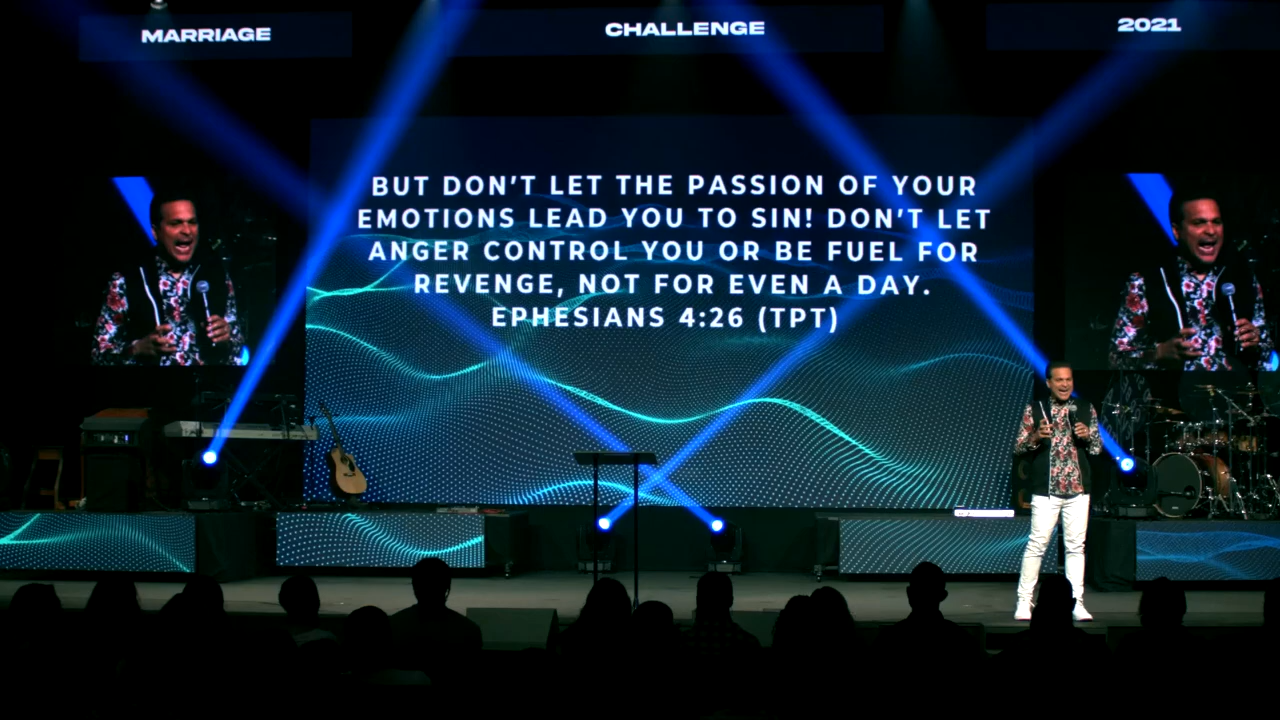 MARRIAGE
CHALLENGE
2021
BUT DON'T LET THE PASSION OF YOUR
EMOTIONS LEAD YOU TO SIN! DON'T LET
ANGER CONTROL YOU OR BE FUEL FOR
REVENGE, NOT FOR EVEN A DAY.
EPHESIANS 4:26 (TPT)